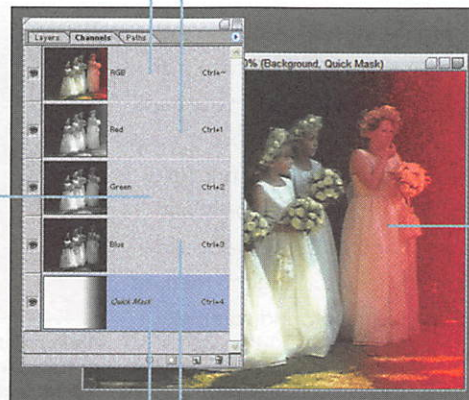 Layers Channels Paths
0% (Background, Quick Mask)
RGB Ctrl+~
Red Ctrl+1
Green Ctrl+2
Blue Ctrl+3
Quick Mask Ctrl+4